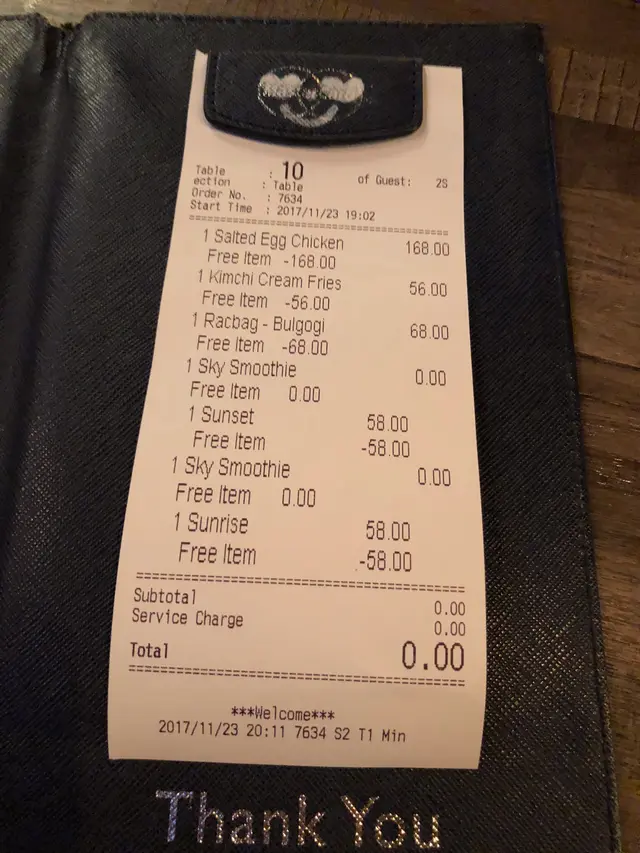 Table : 10 of Guest: 2
ection : Table
Order No. : 7634
Start Time : 2017/11/23 19:02
================================
1 Salted Egg Chicken 168.00
Free Item -168.00
1 Kimchi Cream Fries 56.00
Free Item -56.00
1 Racbag - Bulgogi 68.00
Free Item -68.00
1 Sky Smoothie 0.00
Free Item 0.00
1 Sunset 58.00
Free Item -58.00
1 Sky Smoothie 0.00
Free Item 0.00
1 Sunrise 58.00
Free Item -58.00
================================
Subtotal 0.00
Service Charge 0.00
Total 0.00
================================
***Welcome***
2017/11/23 20:11 7634 S2 T1 Min
Thank You